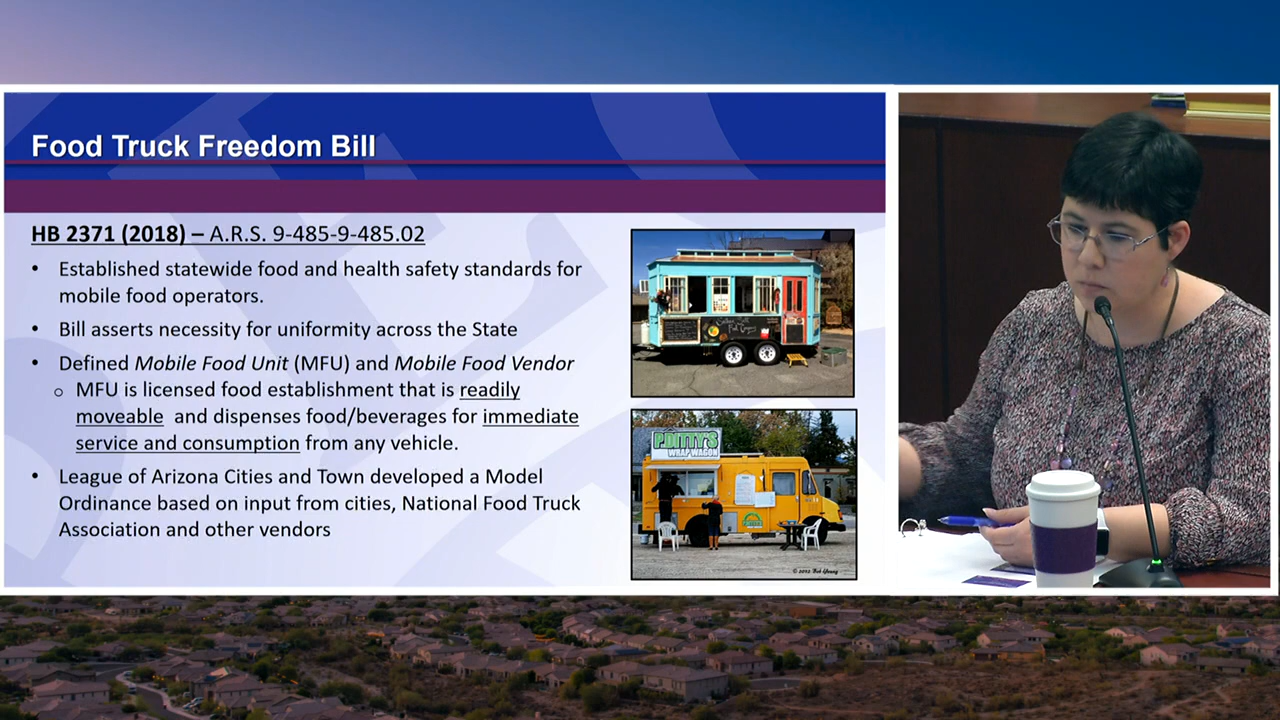 Food Truck Freedom Bill
HB 2371 (2018) – A.R.S. 9-485-9-485.02
• Established statewide food and health safety standards for
mobile food operators.
• Bill asserts necessity for uniformity across the State
• Defined Mobile Food Unit (MFU) and Mobile Food Vendor
o MFU is licensed food establishment that is readily
moveable and dispenses food/beverages for immediate
service and consumption from any vehicle.
• League of Arizona Cities and Town developed a Model
Ordinance based on input from cities, National Food Truck
Association and other vendors
P.DITTY'S
WRAP WAGON
© 2012 Bob Young